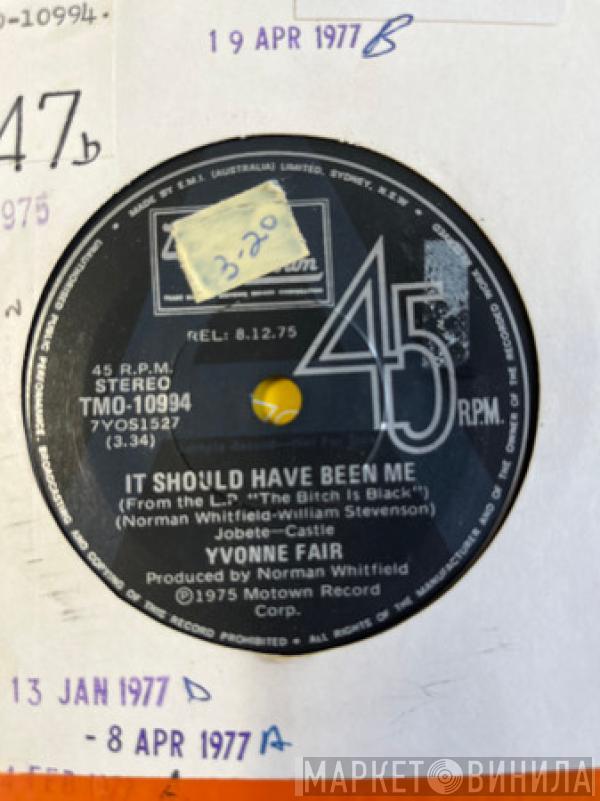 -10994.
19 APR 1977 B
47b
975
MADE BY E.M.I. (AUSTRALIA) LIMITED, SYDNEY, N.S.W.
3-20
REL: 8.12.75
45
45 R.P.M.
STEREO
TMO-10994
7YOS1527
(3.34)
RPM.
IT SHOULD HAVE BEEN ME
(From the L.P. "The Bitch Is Black")
(Norman Whitfield-William Stevenson)
Jobete—Castle
YVONNE FAIR
Produced by Norman Whitfield
Ⓟ1975 Motown Record
Corp.
UNAUTHORISED PUBLIC PERFORMANCE, BROADCASTING AND COPYING OF THIS RECORD PROHIBITED • ALL RIGHTS OF THE MANUFACTURER AND OF THE OWNER OF THE RECORDED WORK
13 JAN 1977 D
- 8 APR 1977 A
МАРКЕТ ВИНИЛА